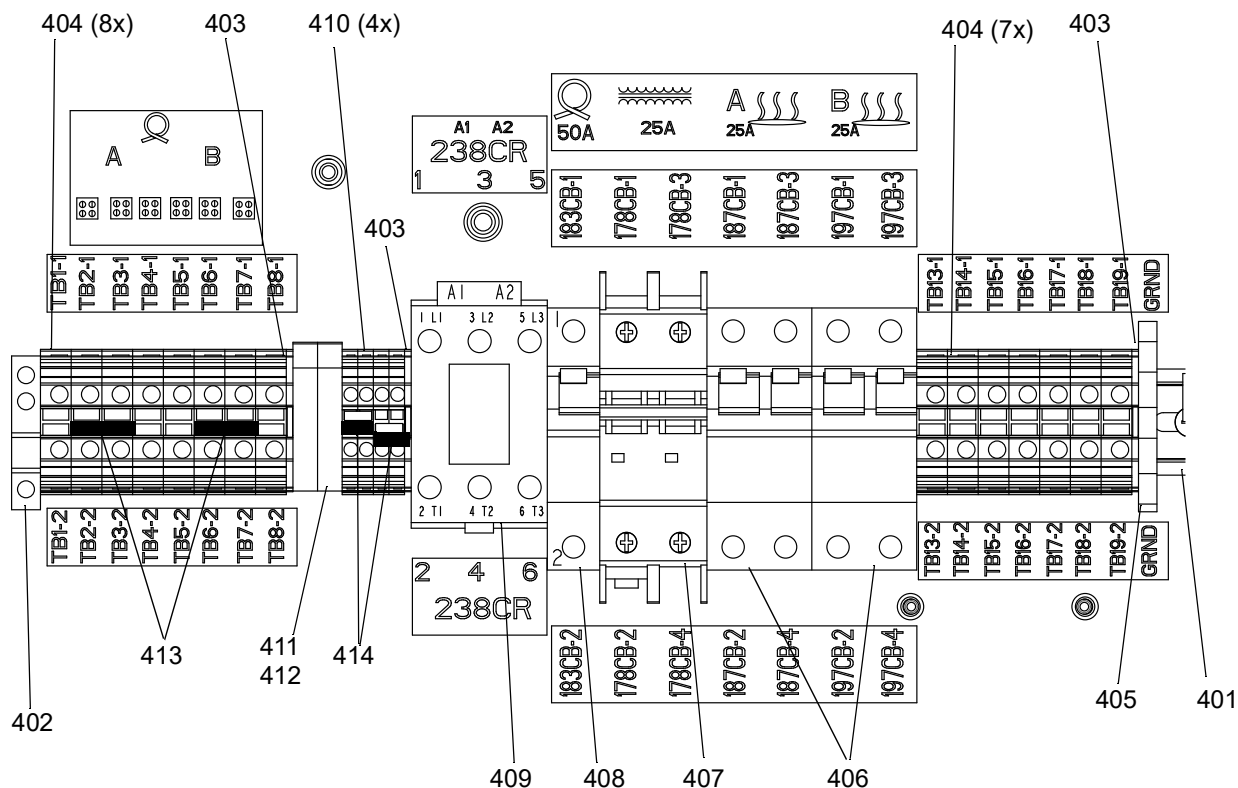 404 (8x) 403 410 (4x) 404 (7x) 403
A B
A1 A2
238CR
1 3 5
50A 25A A 25A B 25A
183CB-1 178CB-1 178CB-3 187CB-1 187CB-3 197CB-1 197CB-3
403
TB1-1 TB2-1 TB3-1 TB4-1 TB5-1 TB6-1 TB7-1 TB8-1
TB13-1 TB14-1 TB15-1 TB16-1 TB17-1 TB18-1 TB19-1 GRND
A1 A2
1 L1 3 L2 5 L3
1
2 T1 4 T2 6 T3
2
TB1-2 TB2-2 TB3-2 TB4-2 TB5-2 TB6-2 TB7-2 TB8-2
TB13-2 TB14-2 TB15-2 TB16-2 TB17-2 TB18-2 TB19-2 GRND
2 4 6
238CR
183CB-2 178CB-2 178CB-4 187CB-2 187CB-4 197CB-2 197CB-4
413 411 414
412
402 405 401
409 408 407 406